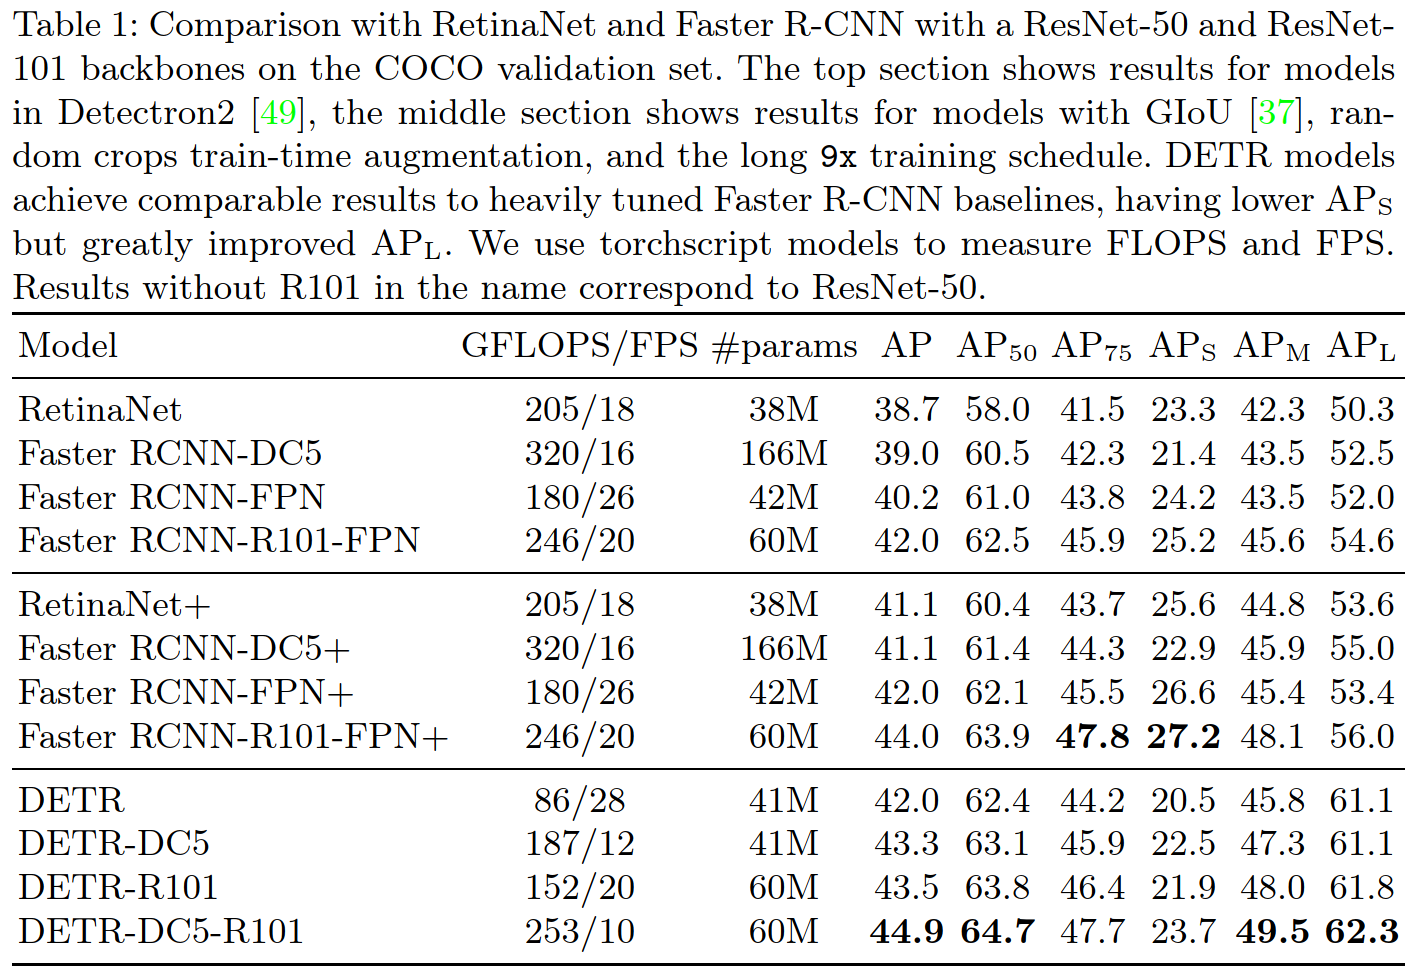 Table 1: Comparison with RetinaNet and Faster R-CNN with a ResNet-50 and ResNet-
101 backbones on the COCO validation set. The top section shows results for models
in Detectron2 [49], the middle section shows results for models with GIoU [37], ran-
dom crops train-time augmentation, and the long 9x training schedule. DETR models
achieve comparable results to heavily tuned Faster R-CNN baselines, having lower APS
but greatly improved APL. We use torchscript models to measure FLOPS and FPS.
Results without R101 in the name correspond to ResNet-50.
Model GFLOPS/FPS #params AP AP50 AP75 APS APM APL
RetinaNet 205/18 38M 38.7 58.0 41.5 23.3 42.3 50.3
Faster RCNN-DC5 320/16 166M 39.0 60.5 42.3 21.4 43.5 52.5
Faster RCNN-FPN 180/26 42M 40.2 61.0 43.8 24.2 43.5 52.0
Faster RCNN-R101-FPN 246/20 60M 42.0 62.5 45.9 25.2 45.6 54.6
RetinaNet+ 205/18 38M 41.1 60.4 43.7 25.6 44.8 53.6
Faster RCNN-DC5+ 320/16 166M 41.1 61.4 44.3 22.9 45.9 55.0
Faster RCNN-FPN+ 180/26 42M 42.0 62.1 45.5 26.6 45.4 53.4
Faster RCNN-R101-FPN+ 246/20 60M 44.0 63.9 47.8 27.2 48.1 56.0
DETR 86/28 41M 42.0 62.4 44.2 20.5 45.8 61.1
DETR-DC5 187/12 41M 43.3 63.1 45.9 22.5 47.3 61.1
DETR-R101 152/20 60M 43.5 63.8 46.4 21.9 48.0 61.8
DETR-DC5-R101 253/10 60M 44.9 64.7 47.7 23.7 49.5 62.3